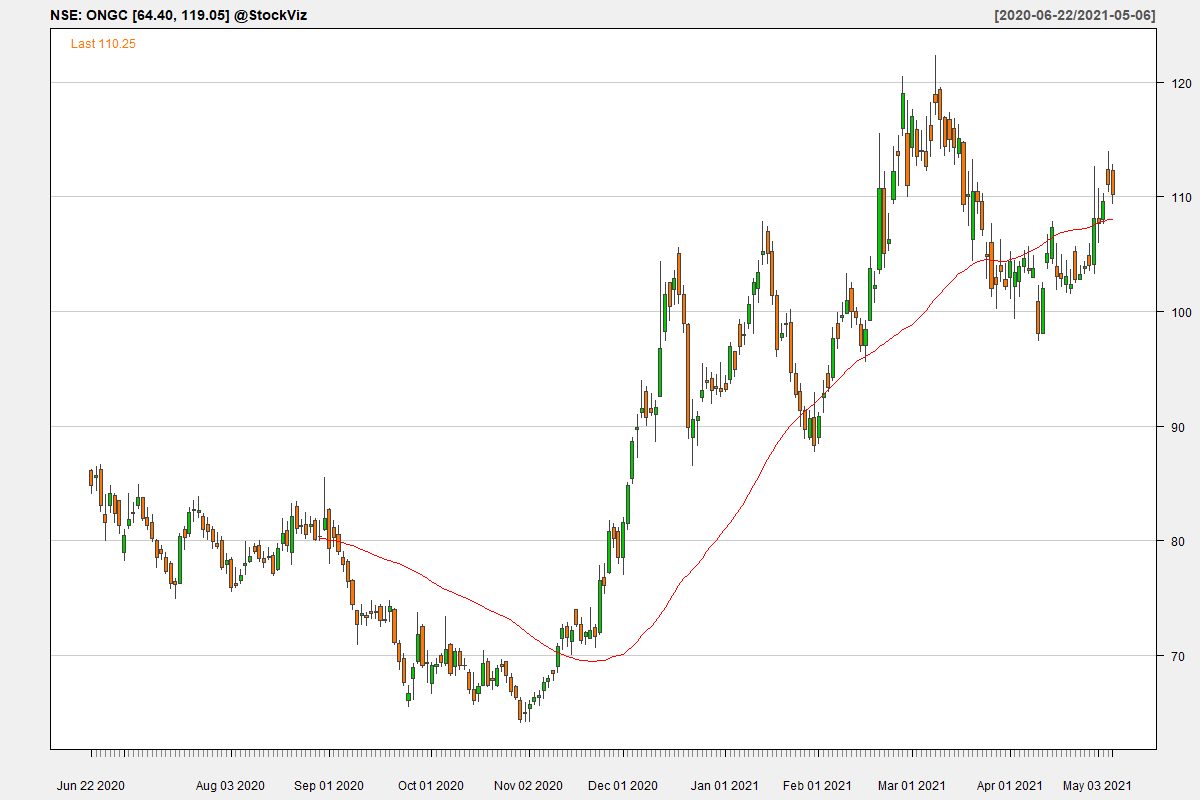 NSE: ONGC [64.40, 119.05] @StockViz [2020-06-22/2021-05-06]
Last 110.25
120
110
100
90
80
70
Jun 22 2020 Aug 03 2020 Sep 01 2020 Oct 01 2020 Nov 02 2020 Dec 01 2020 Jan 01 2021 Feb 01 2021 Mar 01 2021 Apr 01 2021 May 03 2021